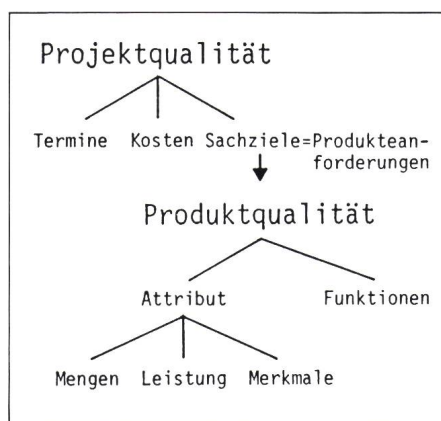 Projektqualität
Termine Kosten Sachziele=Produktean-
forderungen
Produktqualität
Attribut Funktionen
Mengen Leistung Merkmale